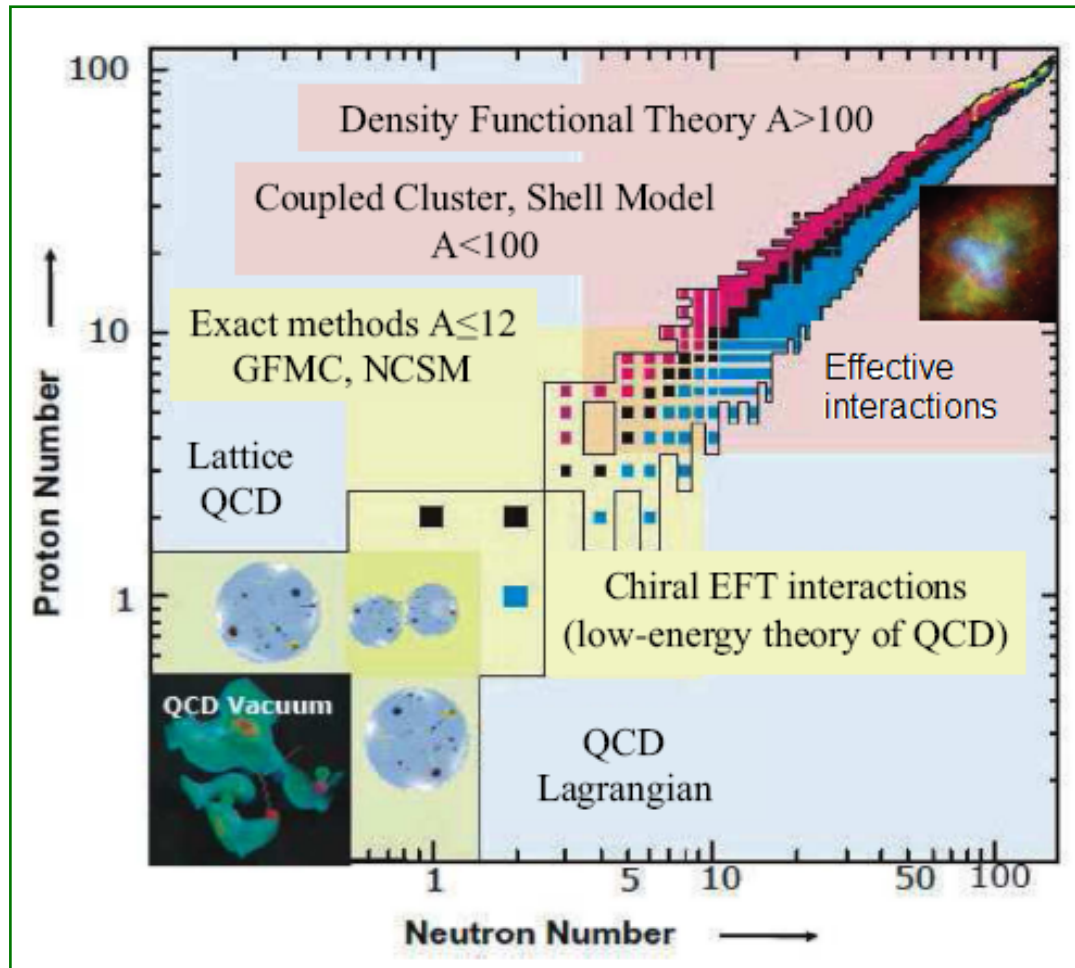 100
Density Functional Theory A>100
Coupled Cluster, Shell Model
A<100
Exact methods A≤12
GFMC, NCSM
10
Effective
interactions
Lattice
QCD
Proton Number
1
Chiral EFT interactions
(low-energy theory of QCD)
QCD Vacuum
QCD
Lagrangian
1
5
10
50
100
Neutron Number